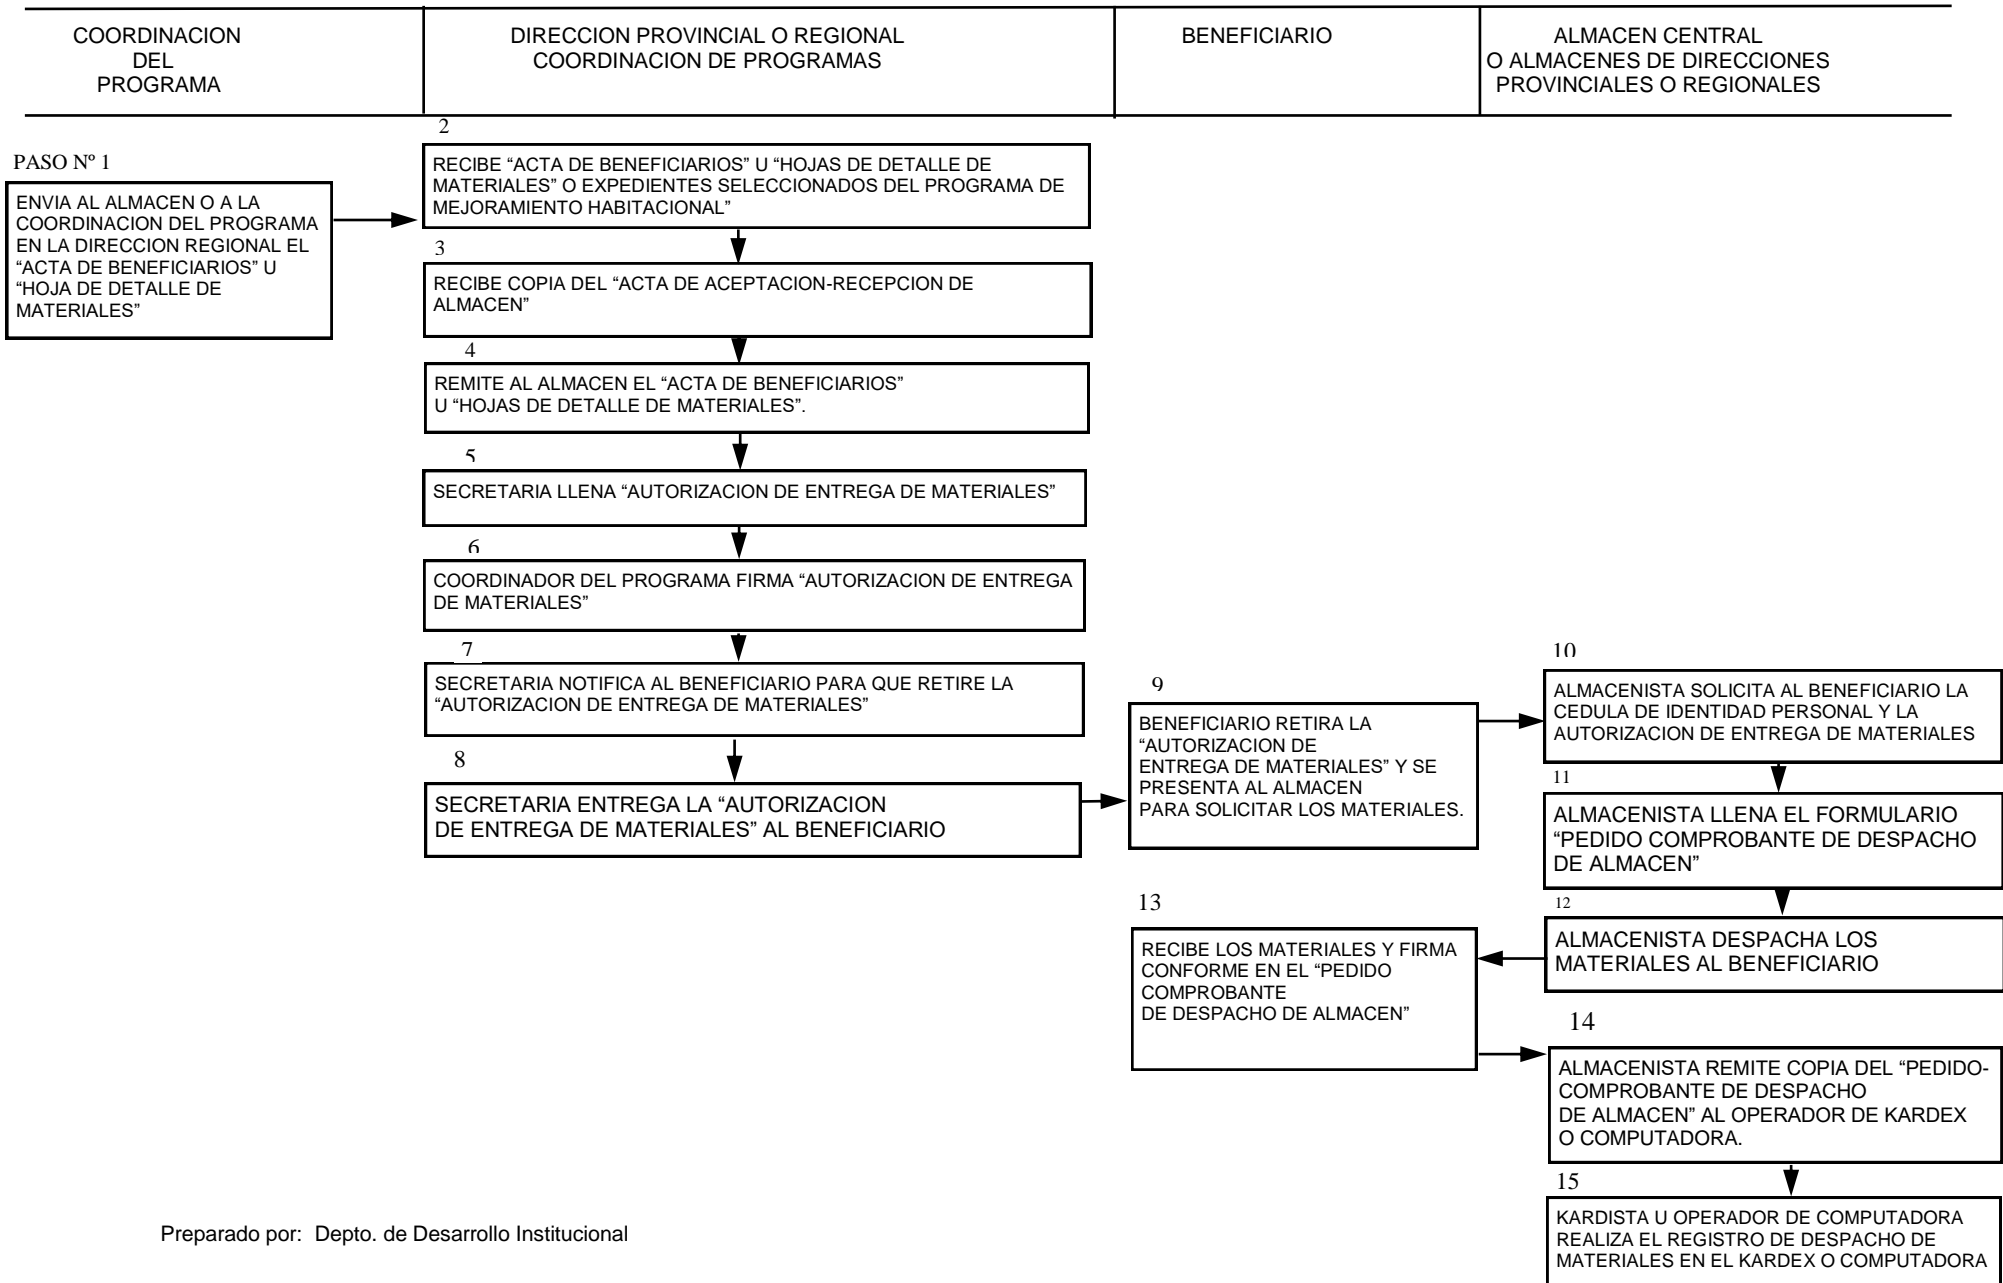 COORDINACION
DEL
PROGRAMA
DIRECCION PROVINCIAL O REGIONAL
COORDINACION DE PROGRAMAS
BENEFICIARIO
ALMACEN CENTRAL
O ALMACENES DE DIRECCIONES
PROVINCIALES O REGIONALES
PASO Nº 1
ENVIA AL ALMACEN O A LA
COORDINACION DEL PROGRAMA
EN LA DIRECCION REGIONAL EL
“ACTA DE BENEFICIARIOS” U
“HOJA DE DETALLE DE
MATERIALES”
2
RECIBE “ACTA DE BENEFICIARIOS” U “HOJAS DE DETALLE DE
MATERIALES” O EXPEDIENTES SELECCIONADOS DEL PROGRAMA DE
MEJORAMIENTO HABITACIONAL”
3
RECIBE COPIA DEL “ACTA DE ACEPTACION-RECEPCION DE
ALMACEN”
4
REMITE AL ALMACEN EL “ACTA DE BENEFICIARIOS”
U “HOJAS DE DETALLE DE MATERIALES”.
5
SECRETARIA LLENA “AUTORIZACION DE ENTREGA DE MATERIALES”
6
COORDINADOR DEL PROGRAMA FIRMA “AUTORIZACION DE ENTREGA
DE MATERIALES”
7
SECRETARIA NOTIFICA AL BENEFICIARIO PARA QUE RETIRE LA
“AUTORIZACION DE ENTREGA DE MATERIALES”
8
SECRETARIA ENTREGA LA “AUTORIZACION
DE ENTREGA DE MATERIALES” AL BENEFICIARIO
9
BENEFICIARIO RETIRA LA
“AUTORIZACION DE
ENTREGA DE MATERIALES” Y SE
PRESENTA AL ALMACEN
PARA SOLICITAR LOS MATERIALES.
10
ALMACENISTA SOLICITA AL BENEFICIARIO LA
CEDULA DE IDENTIDAD PERSONAL Y LA
AUTORIZACION DE ENTREGA DE MATERIALES
11
ALMACENISTA LLENA EL FORMULARIO
“PEDIDO COMPROBANTE DE DESPACHO
DE ALMACEN”
12
ALMACENISTA DESPACHA LOS
MATERIALES AL BENEFICIARIO
13
RECIBE LOS MATERIALES Y FIRMA
CONFORME EN EL “PEDIDO
COMPROBANTE
DE DESPACHO DE ALMACEN”
14
ALMACENISTA REMITE COPIA DEL “PEDIDO-
COMPROBANTE DE DESPACHO
DE ALMACEN” AL OPERADOR DE KARDEX
O COMPUTADORA.
15
KARDISTA U OPERADOR DE COMPUTADORA
REALIZA EL REGISTRO DE DESPACHO DE
MATERIALES EN EL KARDEX O COMPUTADORA
Preparado por: Depto. de Desarrollo Institucional